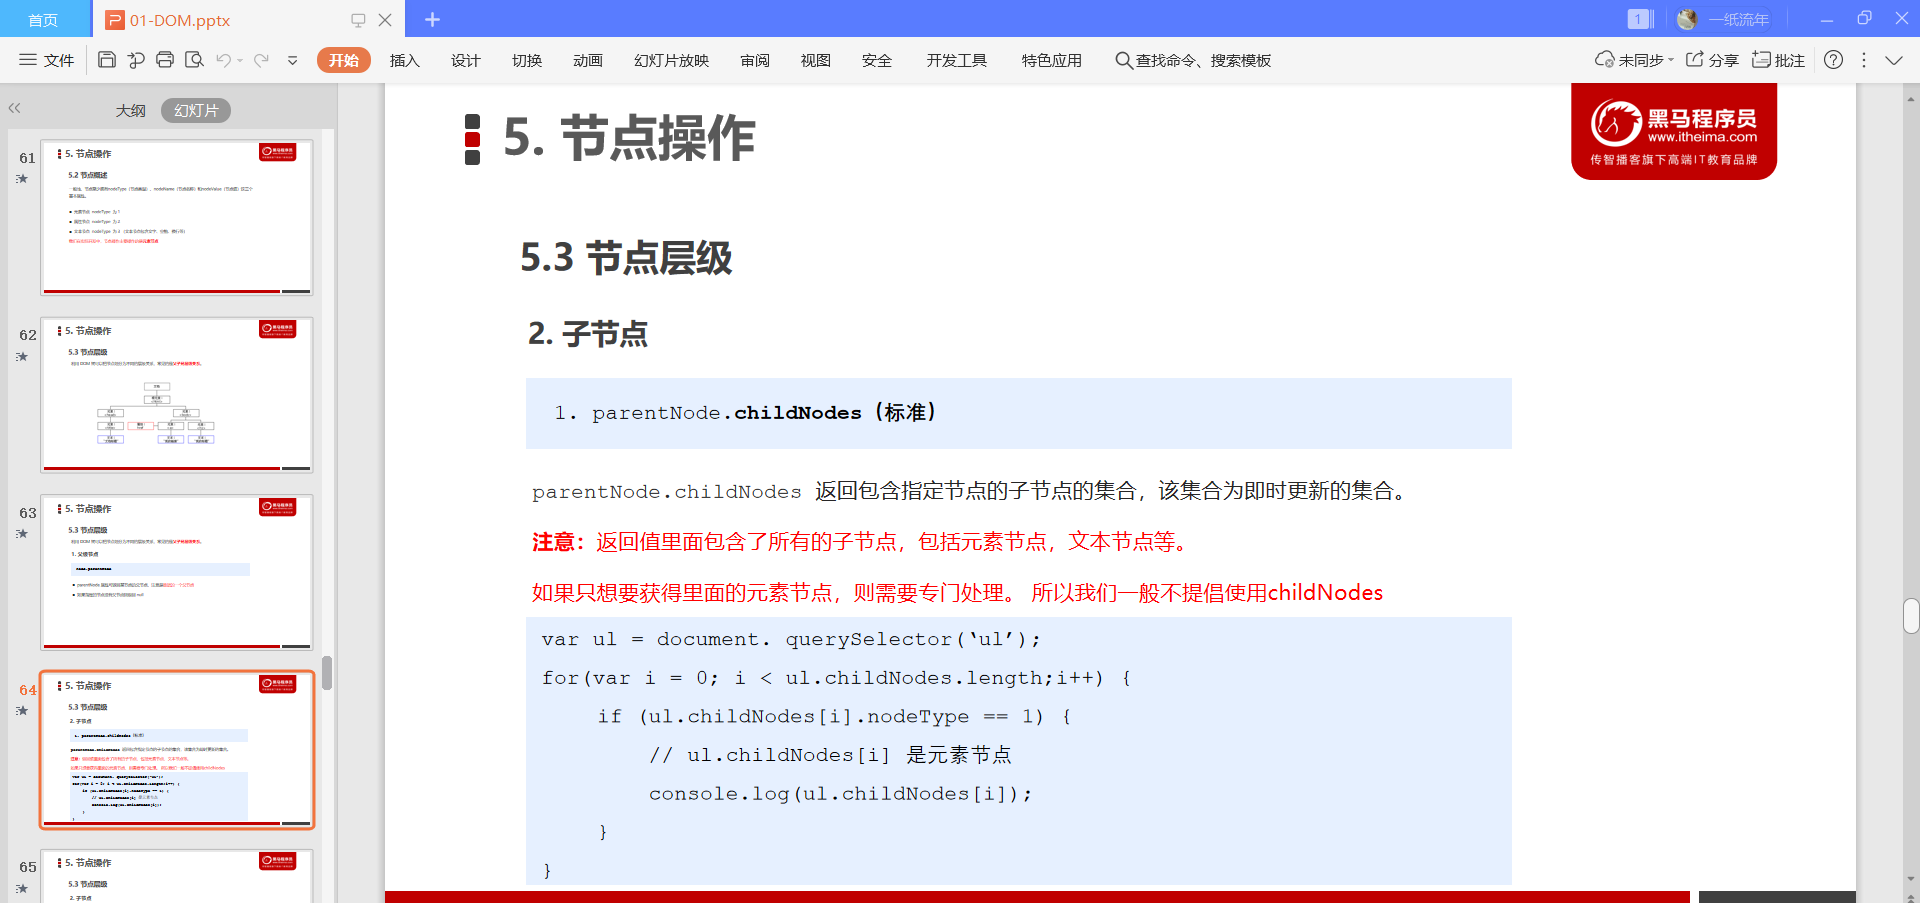 首页
01-DOM.pptx
1
一纸流年
文件
开始
插入
设计
切换
动画
幻灯片放映
审阅
视图
安全
开发工具
特色应用
查找命令、搜索模板
未同步
分享
批注
大纲
幻灯片
61
5. 节点操作
5.2 节点概述
62
5. 节点操作
5.3 节点层级
63
5. 节点操作
5.3 节点层级
1. 父级节点
64
5. 节点操作
5.3 节点层级
2. 子节点
65
5. 节点操作
5.3 节点层级
2. 子节点
5. 节点操作
黑马程序员
www.itheima.com
传智播客旗下高端IT教育品牌
5.3 节点层级
2. 子节点
1. parentNode.childNodes（标准）
parentNode.childNodes 返回包含指定节点的子节点的集合，该集合为即时更新的集合。
注意：返回值里面包含了所有的子节点，包括元素节点，文本节点等。
如果只想要获得里面的元素节点，则需要专门处理。 所以我们一般不提倡使用childNodes
var ul = document. querySelector(‘ul’);
for(var i = 0; i < ul.childNodes.length;i++) {
if (ul.childNodes[i].nodeType == 1) {
// ul.childNodes[i] 是元素节点
console.log(ul.childNodes[i]);
}
}